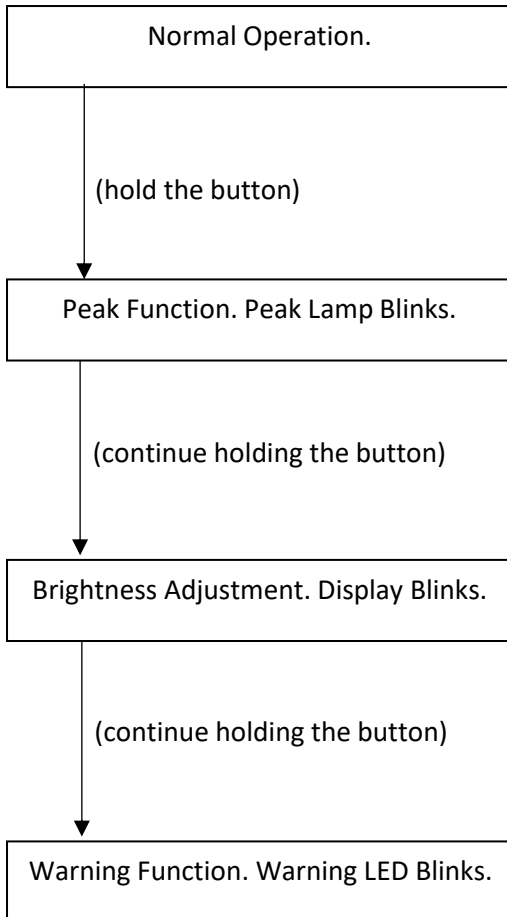 Normal Operation.
(hold the button)
Peak Function. Peak Lamp Blinks.
(continue holding the button)
Brightness Adjustment. Display Blinks.
(continue holding the button)
Warning Function. Warning LED Blinks.